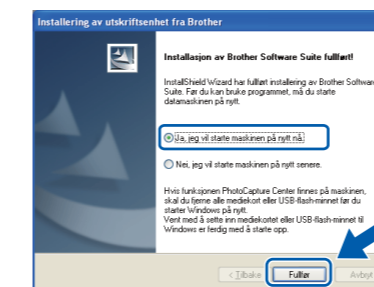 Installering av utskriftsenhet fra Brother
Installasjon av Brother Software Suite fullført!
InstallShield Wizard har fullført installering av Brother Software
Suite. Før du kan bruke programmet, må du starte
datamaskinen på nytt.
Ja, jeg vil starte maskinen på nytt nå.
Nei, jeg vil starte maskinen på nytt senere.
Hvis funksjonen PhotoCapture Center finnes på maskinen,
skal du fjerne alle mediekort eller USB-flash-minnet før du
starter Windows på nytt.
Vent med å sette inn mediekortet eller USB-flash-minnet til
Windows er ferdig med å starte opp.
< Tilbake
Fullfør
Avbryt